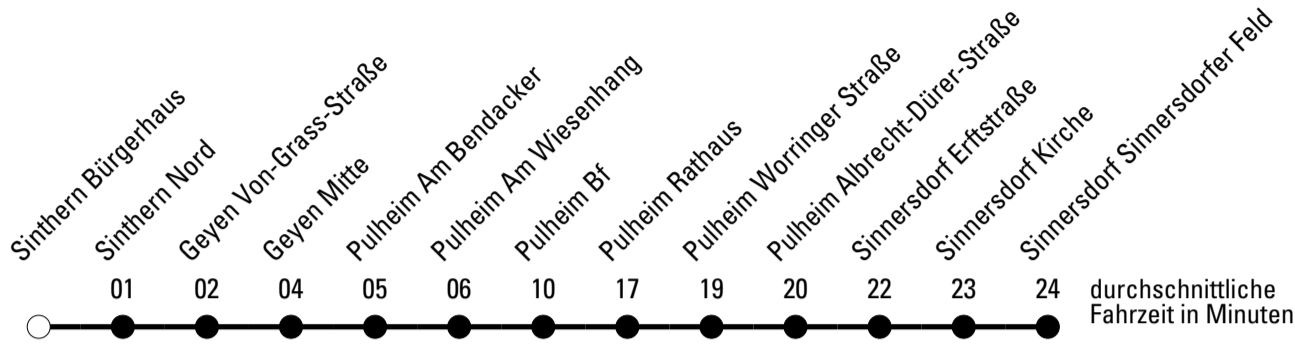 Sinthern Bürgerhaus
Sinthern Nord
Geyen Von-Grass-Straße
Geyen Mitte
Pulheim Am Bendacker
Pulheim Am Wiesenhang
Pulheim Bf
Pulheim Rathaus
Pulheim Worringer Straße
Pulheim Albrecht-Dürer-Straße
Sinnersdorf Erftstraße
Sinnersdorf Kirche
Sinnersdorf Sinnersdorfer Feld
01 02 04 05 06 10 17 19 20 22 23 24
durchschnittliche
Fahrzeit in Minuten